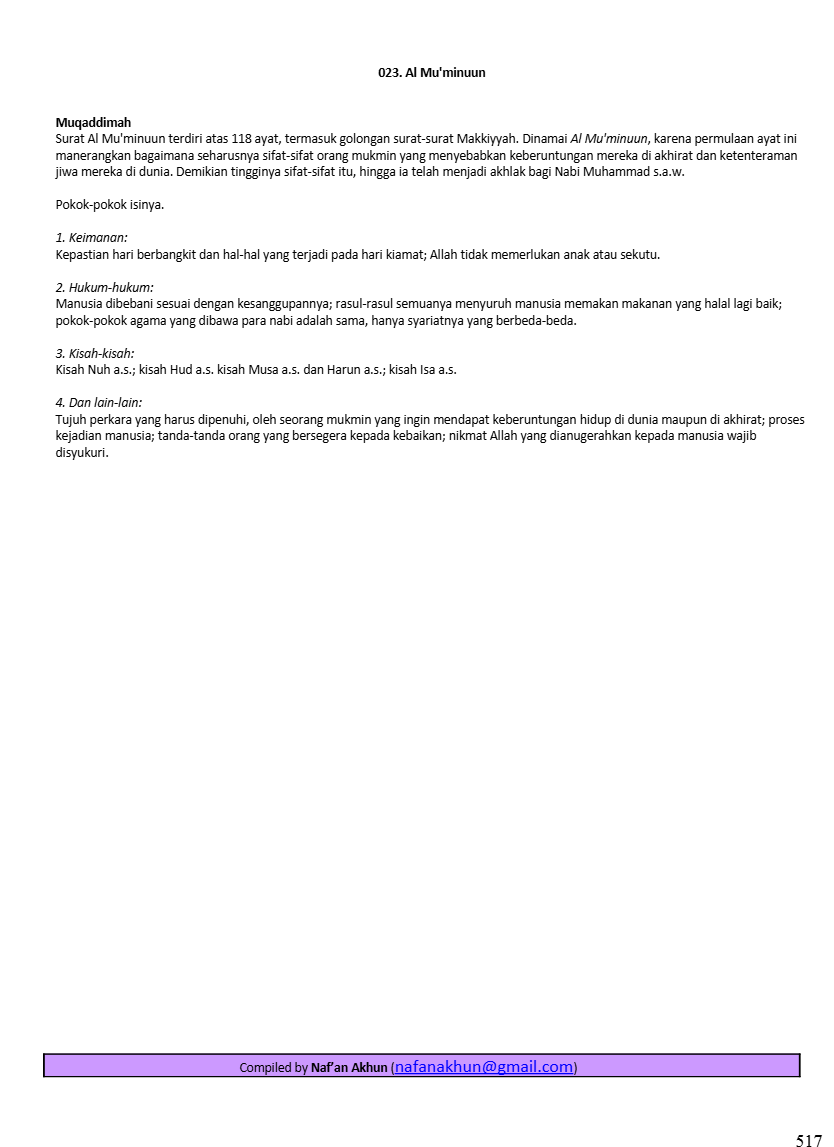 023. Al Mu'minuun
Muqaddimah
Surat Al Mu'minuun terdiri atas 118 ayat, termasuk golongan surat-surat Makkiyyah. Dinamai Al Mu'minuun, karena permulaan ayat ini
manerangkan bagaimana seharusnya sifat-sifat orang mukmin yang menyebabkan keberuntungan mereka di akhirat dan ketenteraman
jiwa mereka di dunia. Demikian tingginya sifat-sifat itu, hingga ia telah menjadi akhlak bagi Nabi Muhammad s.a.w.
Pokok-pokok isinya.
1. Keimanan:
Kepastian hari berbangkit dan hal-hal yang terjadi pada hari kiamat; Allah tidak memerlukan anak atau sekutu.
2. Hukum-hukum:
Manusia dibebani sesuai dengan kesanggupannya; rasul-rasul semuanya menyuruh manusia memakan makanan yang halal lagi baik;
pokok-pokok agama yang dibawa para nabi adalah sama, hanya syariatnya yang berbeda-beda.
3. Kisah-kisah:
Kisah Nuh a.s.; kisah Hud a.s. kisah Musa a.s. dan Harun a.s.; kisah Isa a.s.
4. Dan lain-lain:
Tujuh perkara yang harus dipenuhi, oleh seorang mukmin yang ingin mendapat keberuntungan hidup di dunia maupun di akhirat; proses
kejadian manusia; tanda-tanda orang yang bersegera kepada kebaikan; nikmat Allah yang dianugerahkan kepada manusia wajib
disyukuri.
Compiled by Naf’an Akhun (nafanakhun@gmail.com)
517